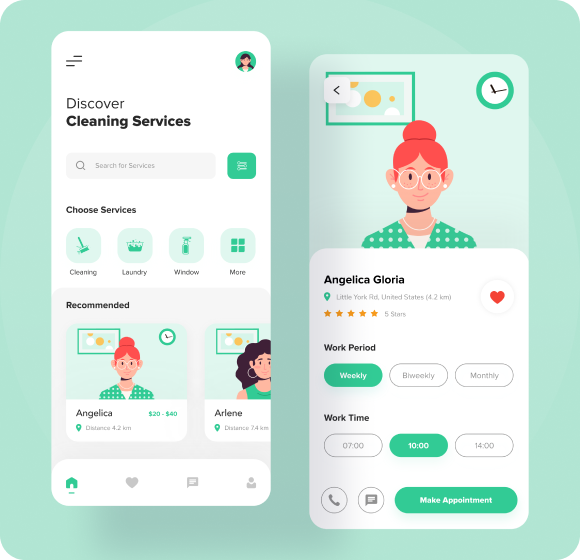 Discover
Cleaning Services
Search for Services
Choose Services
Cleaning
Laundry
Window
More
Recommended
Angelica
$20 - $40
Distance 4.2 km
Arlene
Distance 7.4 km
Angelica Gloria
Little York Rd, United States (4.2 km)
5 Stars
Work Period
Weekly
Biweekly
Monthly
Work Time
07:00
10:00
14:00
Make Appointment